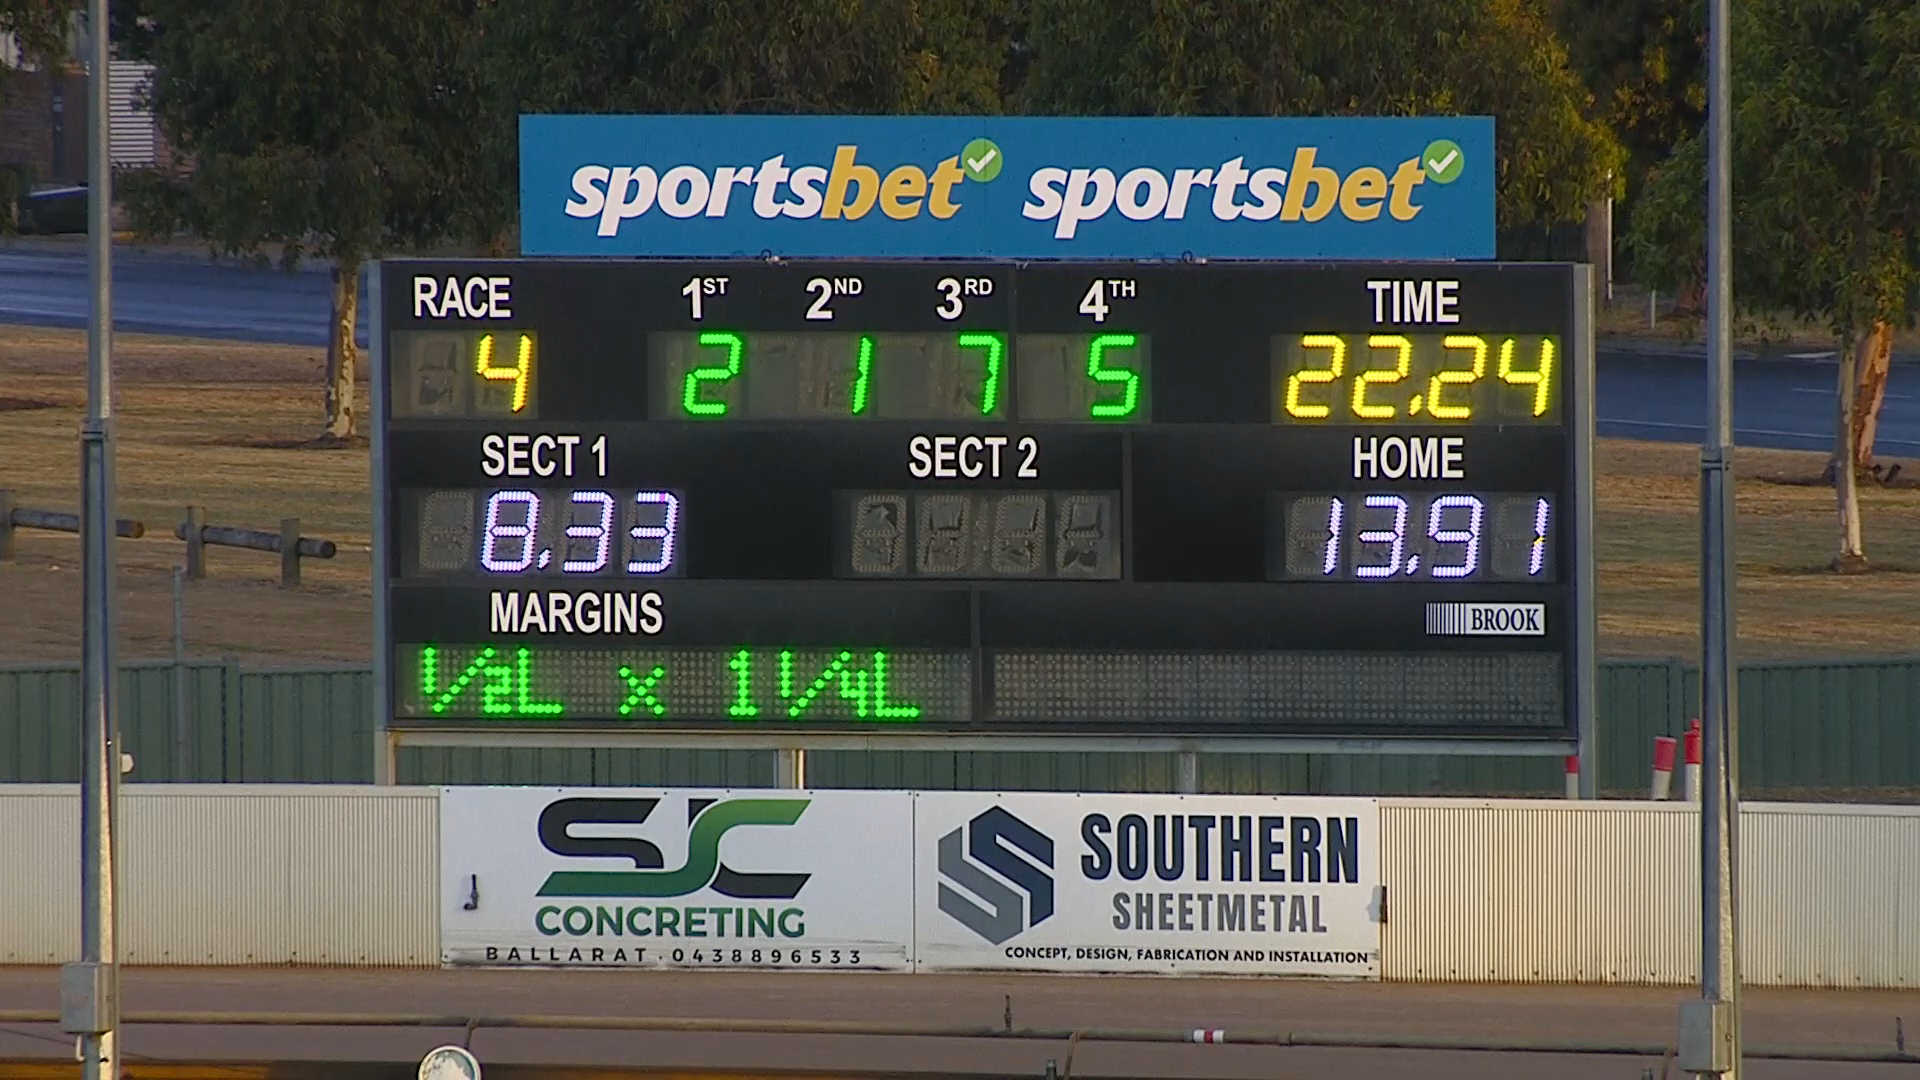 sportsbet sportsbet
RACE 1ST 2ND 3RD 4TH TIME
4 2 1 7 5 22.24
SECT 1 SECT 2 HOME
8.33 13.91
MARGINS
BROOK
1/2L x 1 1/4L
SJC
CONCRETING
BALLARAT · 0438896533
SOUTHERN
SHEETMETAL
CONCEPT, DESIGN, FABRICATION AND INSTALLATION